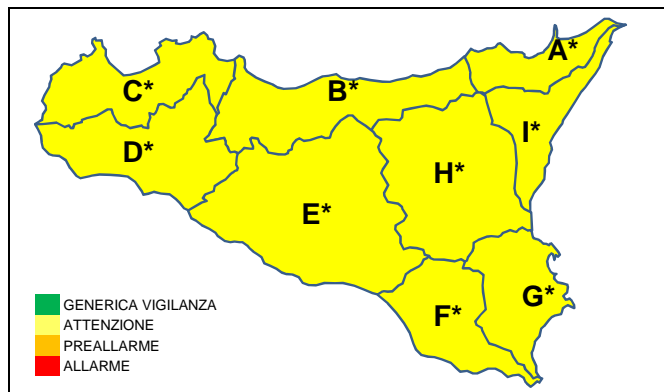 A*
C*
B*
I*
D*
H*
E*
G*
F*
GENERICA VIGILANZA
ATTENZIONE
PREALLARME
ALLARME